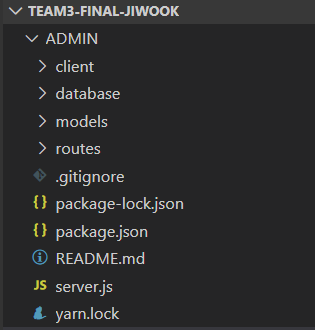 TEAM3-FINAL-JIWOOK
ADMIN
client
database
models
routes
.gitignore
{} package-lock.json
{} package.json
README.md
JS server.js
yarn.lock